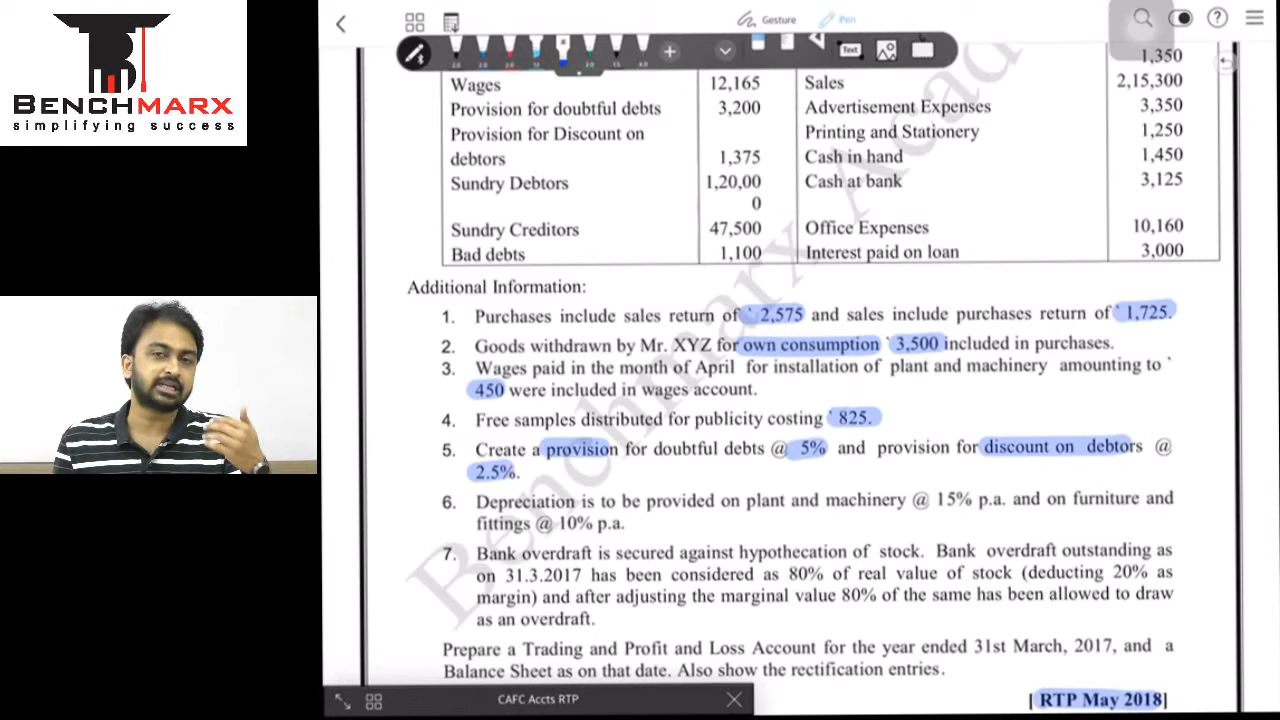 BENCHMARX
simplifying success
Gesture
Pen
Text
1,350
Wages 12,165 Sales 2,15,300
Provision for doubtful debts 3,200 Advertisement Expenses 3,350
Provision for Discount on Printing and Stationery 1,250
debtors 1,375 Cash in hand 1,450
Sundry Debtors 1,20,00 Cash at bank 3,125
0
Sundry Creditors 47,500 Office Expenses 10,160
Bad debts 1,100 Interest paid on loan 3,000
Additional Information:
1. Purchases include sales return of ` 2,575 and sales include purchases return of ` 1,725.
2. Goods withdrawn by Mr. XYZ for own consumption ` 3,500 included in purchases.
3. Wages paid in the month of April for installation of plant and machinery amounting to `
450 were included in wages account.
4. Free samples distributed for publicity costing ` 825.
5. Create a provision for doubtful debts @ 5% and provision for discount on debtors @
2.5%.
6. Depreciation is to be provided on plant and machinery @ 15% p.a. and on furniture and
fittings @ 10% p.a.
7. Bank overdraft is secured against hypothecation of stock. Bank overdraft outstanding as
on 31.3.2017 has been considered as 80% of real value of stock (deducting 20% as
margin) and after adjusting the marginal value 80% of the same has been allowed to draw
as an overdraft.
Prepare a Trading and Profit and Loss Account for the year ended 31st March, 2017, and a
Balance Sheet as on that date. Also show the rectification entries.
[ RTP May 2018]
CAFC Accts RTP
Benchmarx Acad